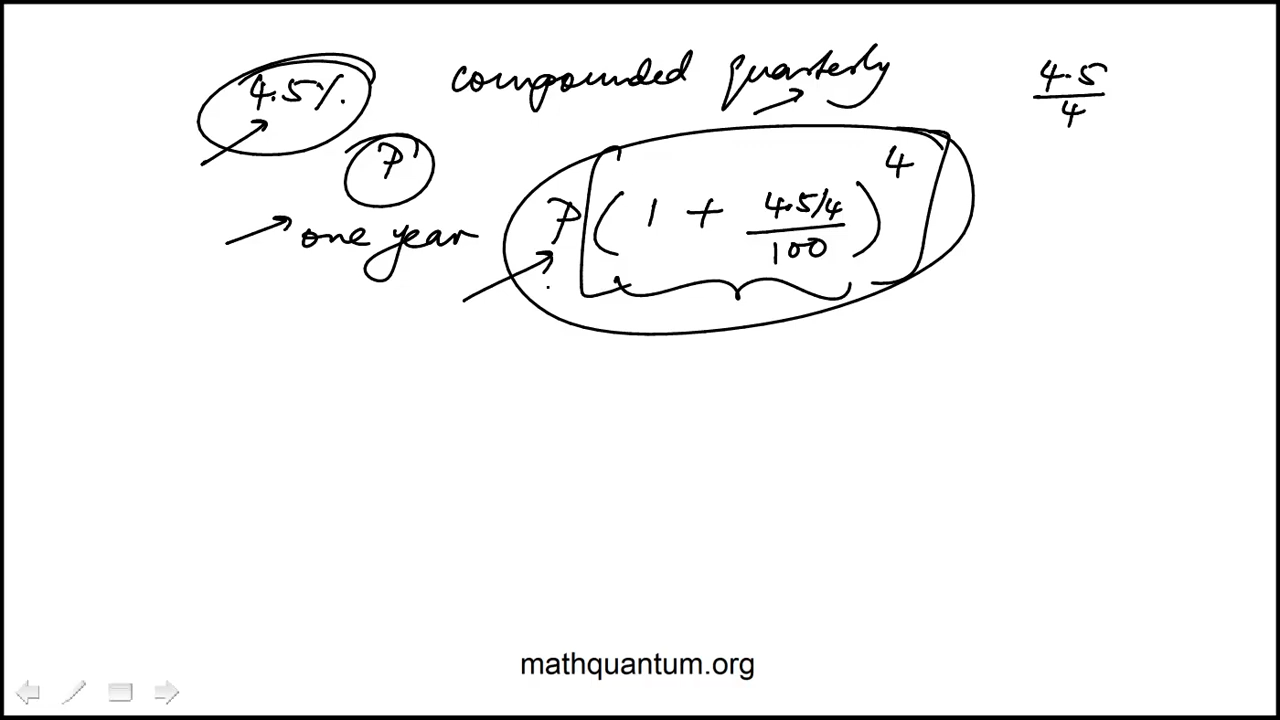 4.5% compounded quarterly 4.5/4
P
one year P(1 + (4.5/4)/100)^4
mathquantum.org